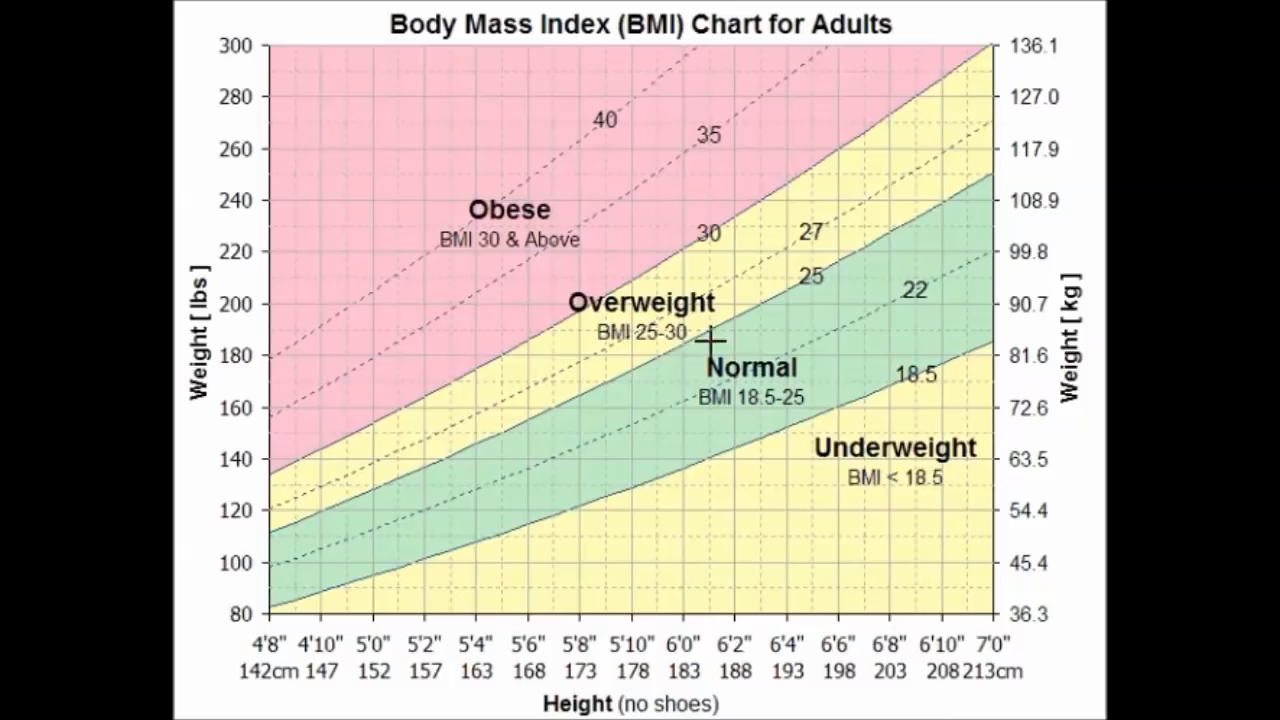 Body Mass Index (BMI) Chart for Adults
300 136.1
280 127.0
40
35
260 117.9
240 108.9
Obese
30 27
BMI 30 & Above
220 99.8
25
22
Overweight
200 90.7
BMI 25-30
180 81.6
Normal
18.5
BMI 18.5-25
160 72.6
Underweight
140 63.5
BMI < 18.5
120 54.4
100 45.4
80 36.3
Weight [ lbs ]
Weight [ kg ]
4'8" 4'10" 5'0" 5'2" 5'4" 5'6" 5'8" 5'10" 6'0" 6'2" 6'4" 6'6" 6'8" 6'10" 7'0"
142cm 147 152 157 163 168 173 178 183 188 193 198 203 208 213cm
Height (no shoes)